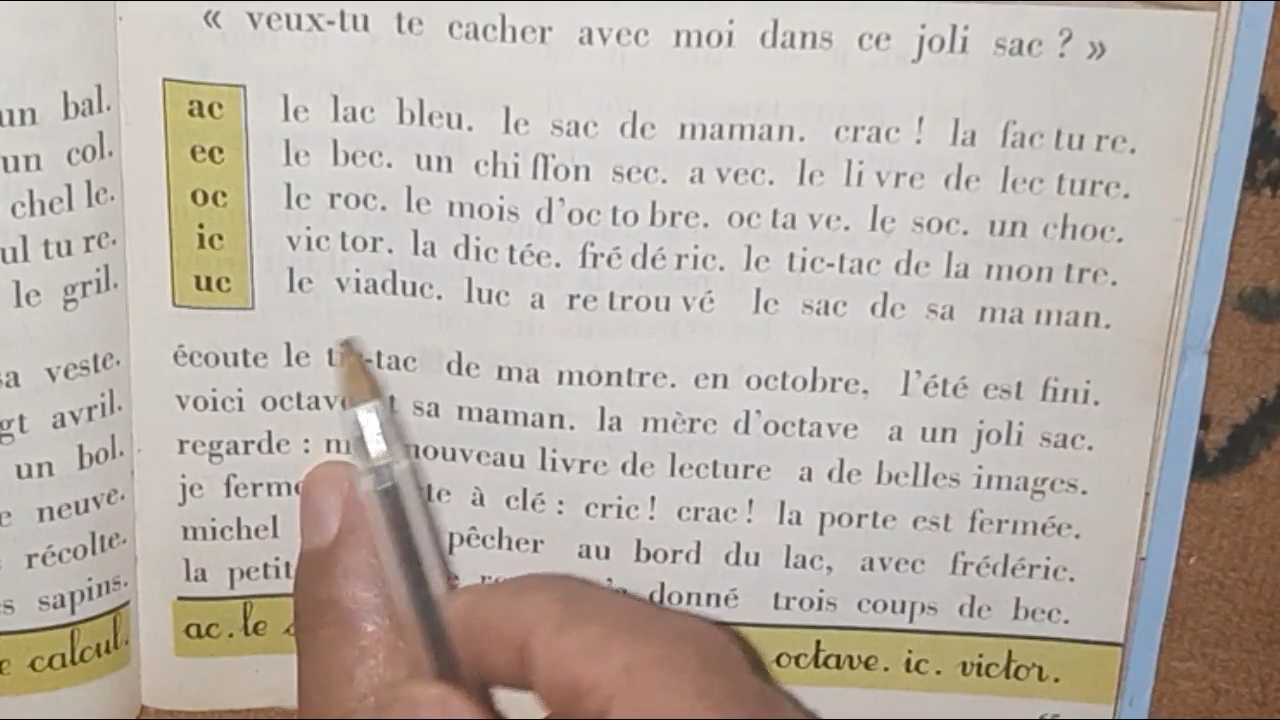 « veux-tu te cacher avec moi dans ce joli sac ? »
un bal.
un col.
chel le.
ul tu re.
le gril.
a veste.
gt avril.
un bol.
e neuve.
récolte.
s sapins.
e calcul.
ac le lac bleu. le sac de maman. crac ! la fac tu re.
ec le bec. un chi ffon sec. a vec. le li vre de lec ture.
oc le roc. le mois d'oc to bre. oc ta ve. le soc. un choc.
ic vic tor. la dic tée. fré dé ric. le tic-tac de la mon tre.
uc le viaduc. luc a re trou vé le sac de sa ma man.
écoute le -tac de ma montre. en octobre, l'été est fini.
voici octav t sa maman. la mère d'octave a un joli sac.
regarde : m nouveau livre de lecture a de belles images.
je ferm te à clé : cric ! crac ! la porte est fermée.
michel pêcher au bord du lac, avec frédéric.
la petit donné trois coups de bec.
ac. le octave. ic. victor.